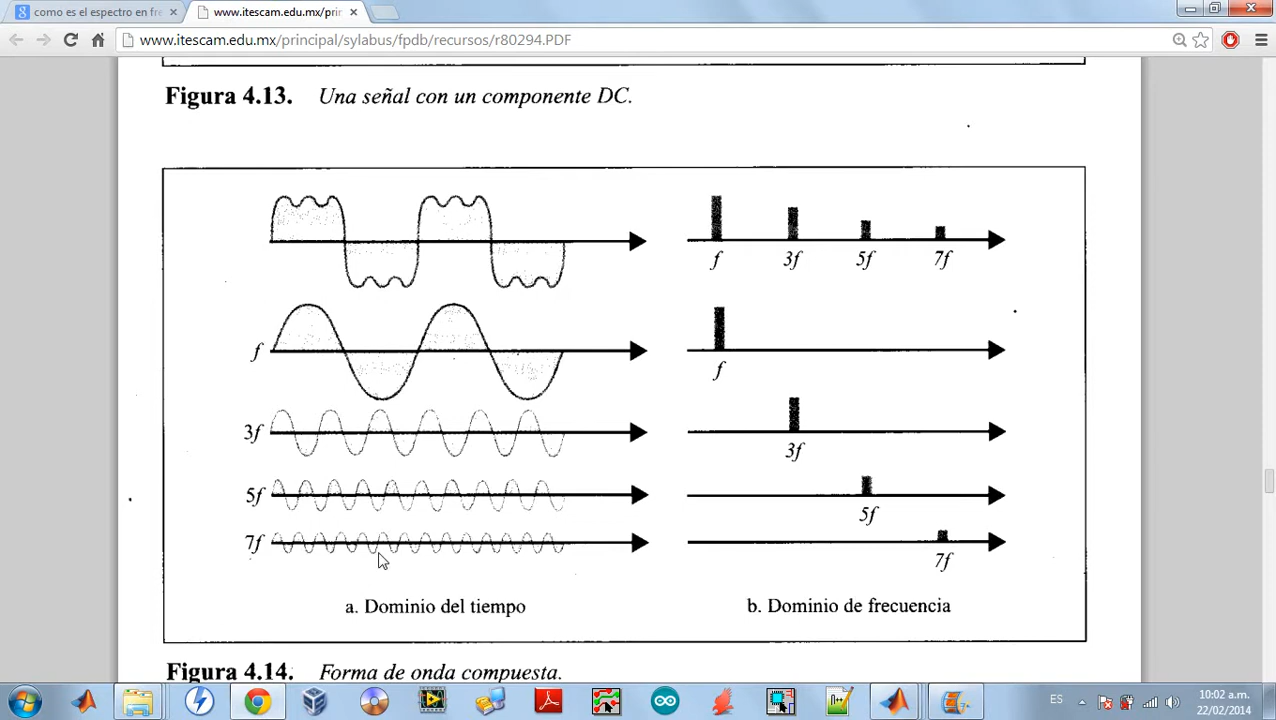 como es el espectro en fre
www.itescam.edu.mx/prin
www.itescam.edu.mx/principal/sylabus/fpdb/recursos/r80294.PDF
Figura 4.13. Una señal con un componente DC.
f 3f 5f 7f
f
f
3f
3f
5f
5f
7f
7f
a. Dominio del tiempo
b. Dominio de frecuencia
Figura 4.14. Forma de onda compuesta.
ES
10:02 a.m.
22/02/2014